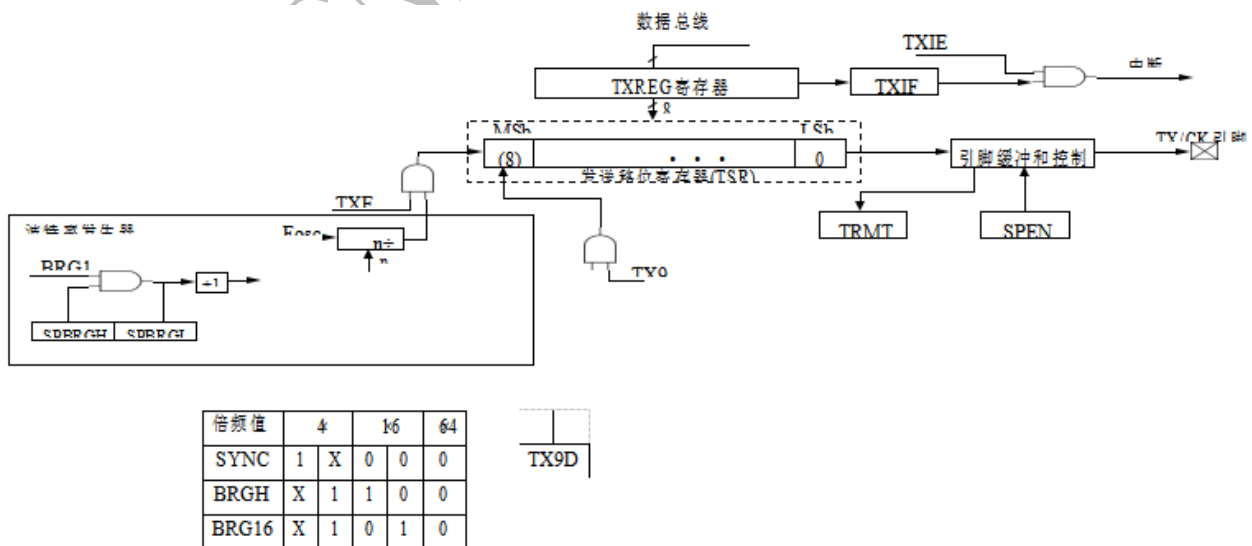 数据总线
TXIE
中断
TXREG寄存器
TXIF
8
MSb
LSb
TX/CK 引脚
(8)
· · ·
0
引脚缓冲和控制
发送移位寄存器(TSR)
TXE
TRMT
SPEN
波特率发生器
Fosc
n÷
n
TX9
BRG1
+1
SPBRGH
SPBRGL
倍频值 4 16 64
SYNC 1 X 0 0 0
BRGH X 1 1 0 0
BRG16 X 1 0 1 0
TX9D